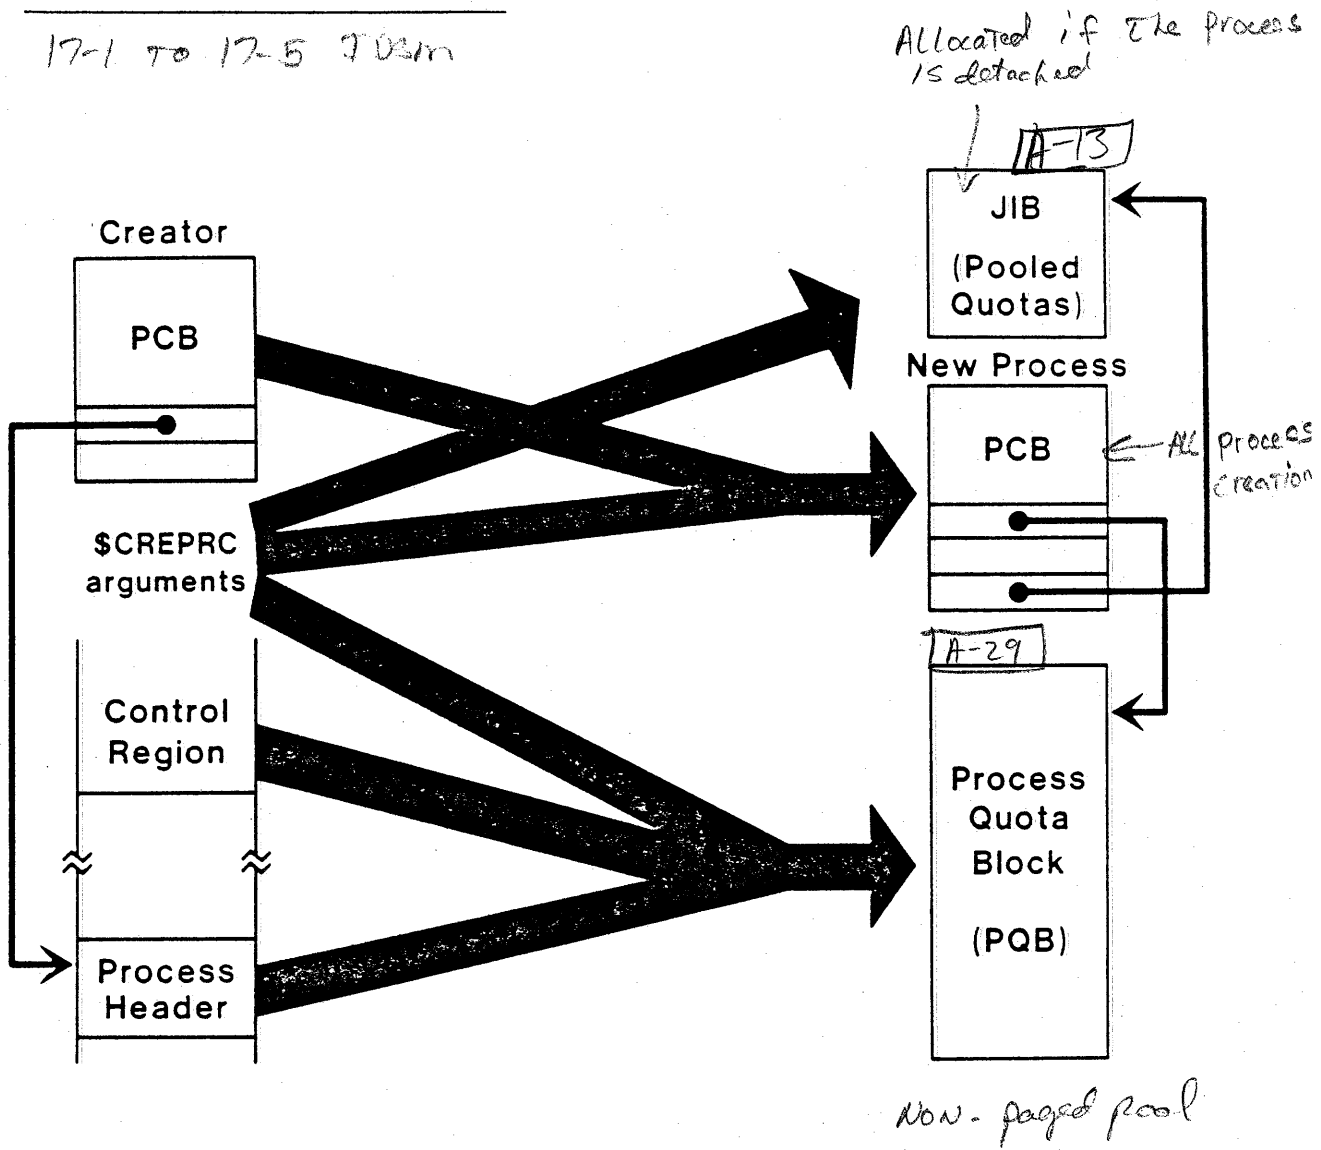 17-1 TO 17-5 IDSM
Allocated if the process
is detached
A-13
JIB
(Pooled
Quotas)
Creator
PCB
New Process
PCB
← All process
creation
$CREPRC
arguments
A-29
Control
Region
Process
Quota
Block
(PQB)
Process
Header
NON-paged pool